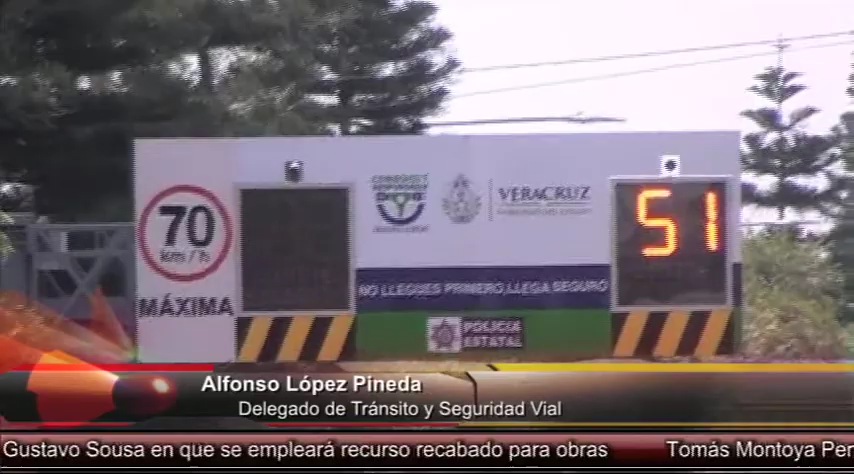 70
km/h
MÁXIMA
VERACRUZ
51
NO LLEGUES PRIMERO, LLEGA SEGURO
POLICÍA
ESTATAL
Alfonso López Pineda
Delegado de Tránsito y Seguridad Vial
Gustavo Sousa en que se empleará recurso recabado para obras
Tomás Montoya Per